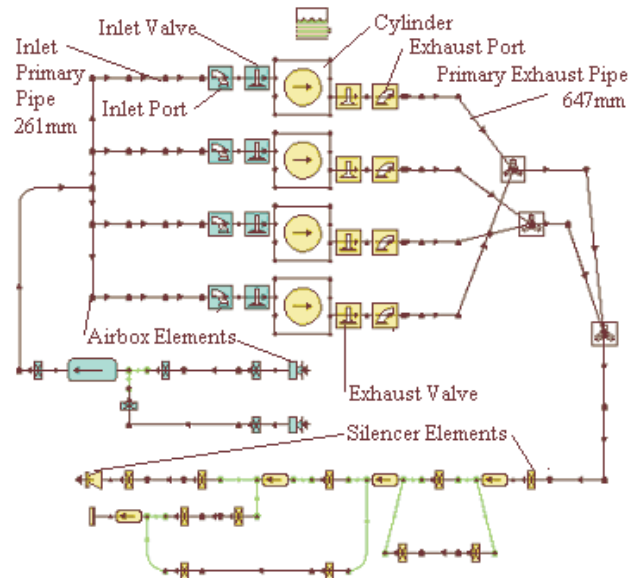 Inlet Valve
Cylinder
Inlet
Primary
Pipe
261mm
Inlet Port
Exhaust Port
Primary Exhaust Pipe
647mm
Airbox Elements
Exhaust Valve
Silencer Elements